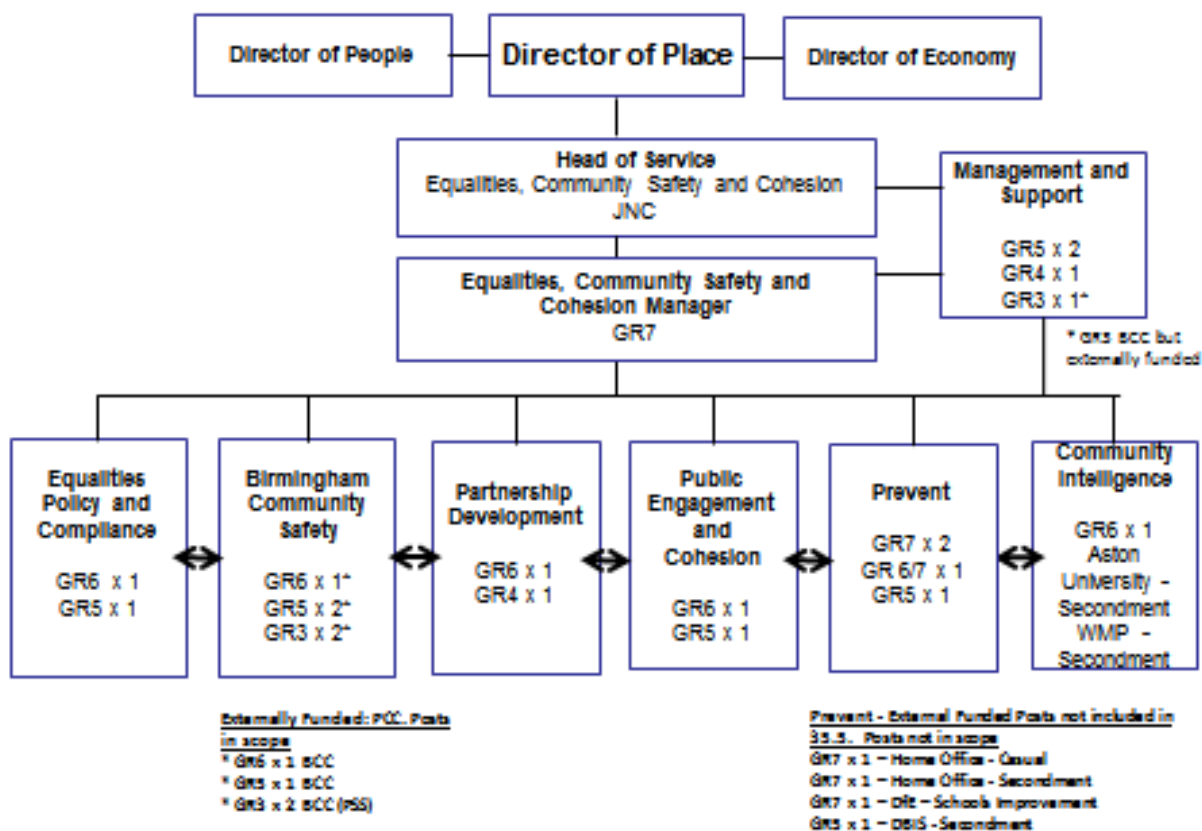 Director of People
Director of Place
Director of Economy
Head of Service
Equalities, Community Safety and Cohesion
JNC
Management and
Support
GR5 x 2
GR4 x 1
GR3 x 1*
Equalities, Community Safety and
Cohesion Manager
GR7
* GR3 BCC but
externally funded
Equalities
Policy and
Compliance
GR6 x 1
GR5 x 1
Birmingham
Community
Safety
GR6 x 1*
GR5 x 2*
GR3 x 2*
Partnership
Development
GR6 x 1
GR4 x 1
Public
Engagement
and
Cohesion
GR6 x 1
GR5 x 1
Prevent
GR7 x 2
GR 6/7 x 1
GR5 x 1
Community
Intelligence
GR6 x 1
Aston
University -
Secondment
WMP -
Secondment
Externally Funded: PCC. Posts
in scope
* GR6 x 1 BCC
* GR5 x 1 BCC
* GR3 x 2 BCC (PSS)
Prevent - External Funded Posts not included in
Posts not in scope
GR7 x 1 – Home Office - Casual
GR7 x 1 – Home Office - Secondment
GR7 x 1 – DfE – Schools Improvement
GR5 x 1 – DBIS - Secondment